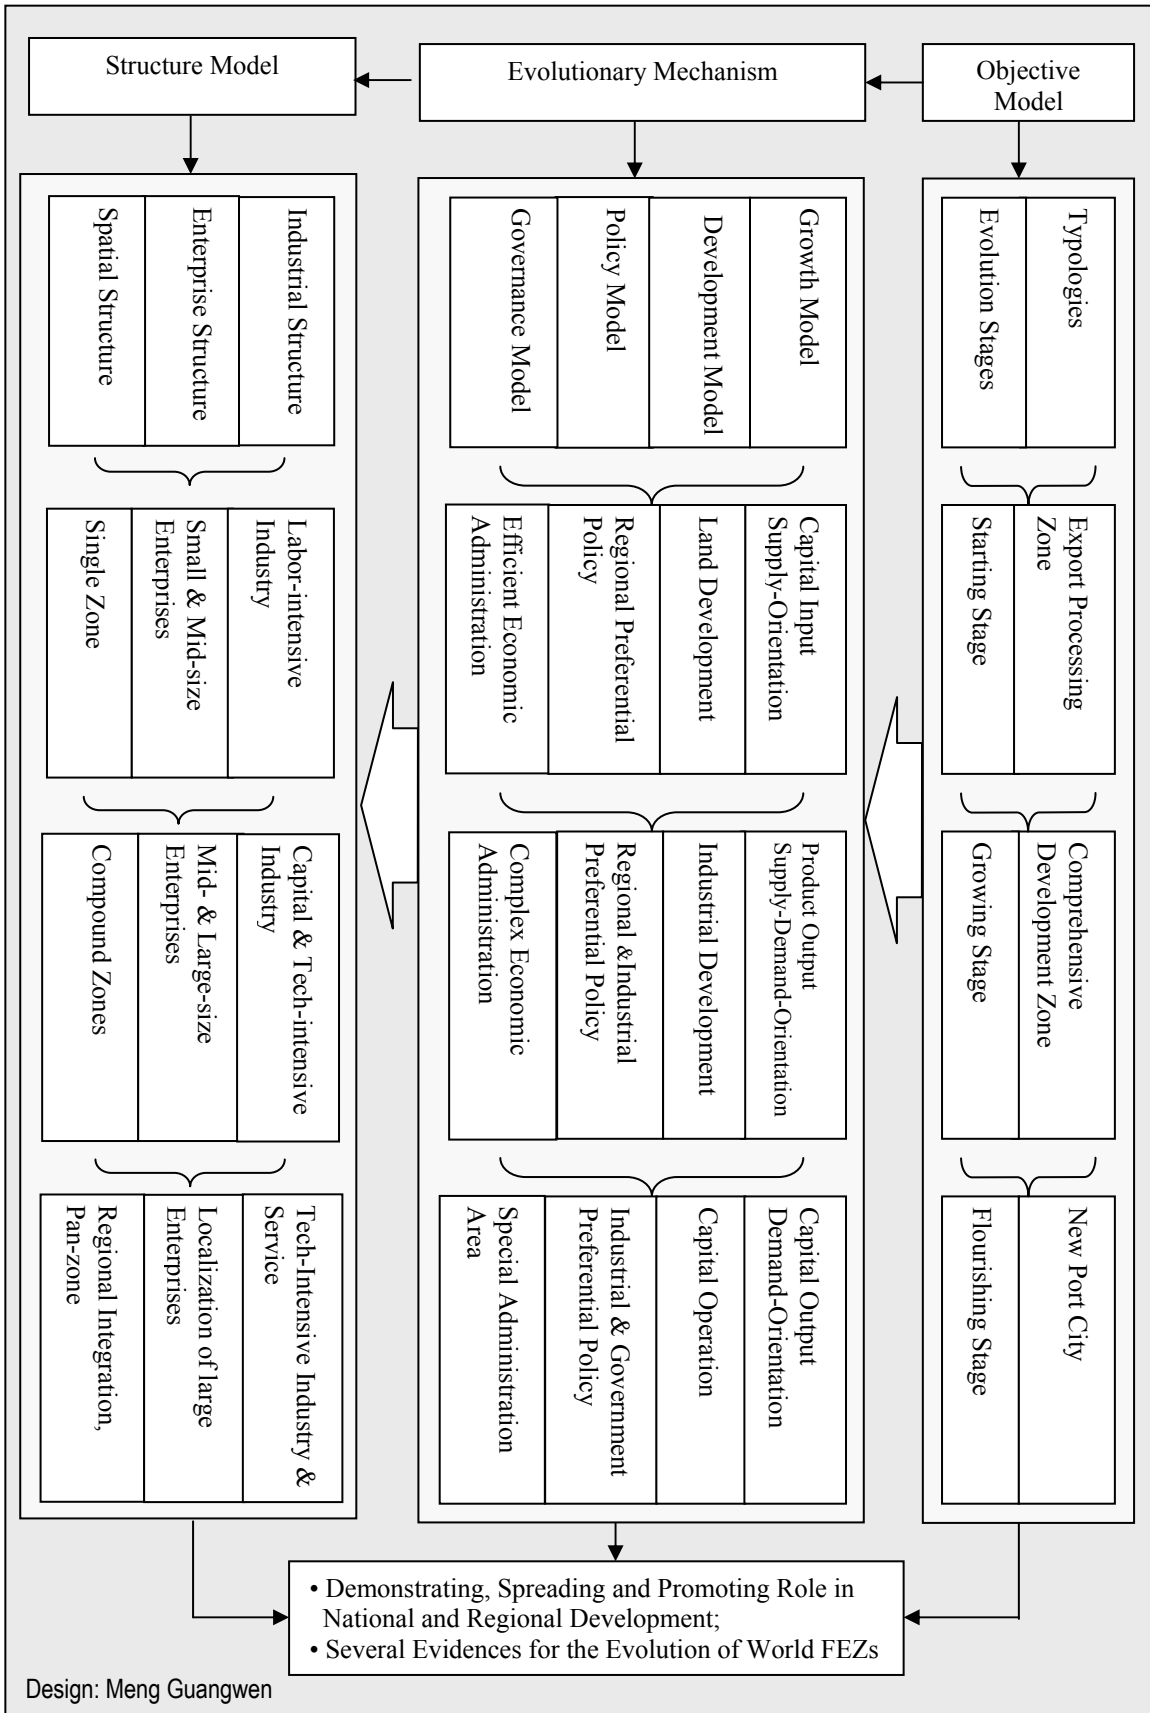 Structure Model
Evolutionary Mechanism
Objective
Model
Industrial Structure
Enterprise Structure
Spatial Structure
Labor-intensive
Industry
Small & Mid-size
Enterprises
Single Zone
Capital & Tech-intensive
Industry
Mid- & Large-size
Enterprises
Compound Zones
Tech-Intensive Industry &
Service
Localization of large
Enterprises
Regional Integration,
Pan-zone
Growth Model
Development Model
Policy Model
Governance Model
Capital Input
Supply-Orientation
Land Development
Regional Preferential
Policy
Efficient Economic
Administration
Product Output
Supply-Demand-Orientation
Industrial Development
Regional &Industrial
Preferential Policy
Complex Economic
Administration
Capital Output
Demand-Orientation
Capital Operation
Industrial & Government
Preferential Policy
Special Administration
Area
Typologies
Evolution Stages
Export Processing
Zone
Starting Stage
Comprehensive
Development Zone
Growing Stage
New Port City
Flourishing Stage
• Demonstrating, Spreading and Promoting Role in
National and Regional Development;
• Several Evidences for the Evolution of World FEZs
Design: Meng Guangwen